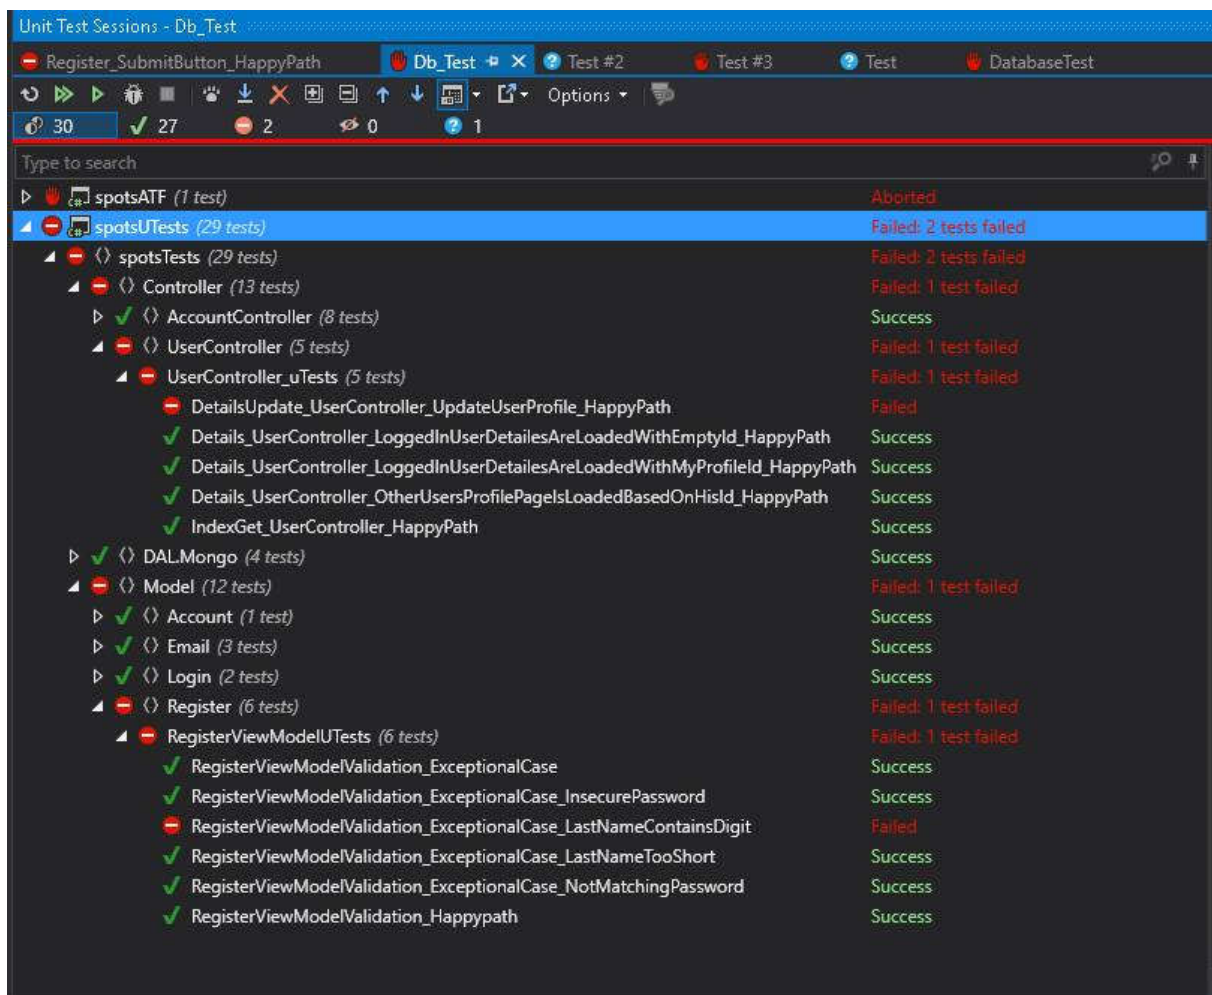 Unit Test Sessions - Db_Test
Register_SubmitButton_HappyPath Db_Test Test #2 Test #3 Test DatabaseTest
Options
30 27 2 0 1
Type to search
spotsATF (1 test) Aborted
spotsUTests (29 tests) Failed: 2 tests failed
spotsTests (29 tests) Failed: 2 tests failed
Controller (13 tests) Failed: 1 test failed
AccountController (8 tests) Success
UserController (5 tests) Failed: 1 test failed
UserController_uTests (5 tests) Failed: 1 test failed
DetailsUpdate_UserController_UpdateUserProfile_HappyPath Failed
Details_UserController_LoggedInUserDetailesAreLoadedWithEmptyId_HappyPath Success
Details_UserController_LoggedInUserDetailesAreLoadedWithMyProfileId_HappyPath Success
Details_UserController_OtherUsersProfilePageIsLoadedBasedOnHisId_HappyPath Success
IndexGet_UserController_HappyPath Success
DAL.Mongo (4 tests) Success
Model (12 tests) Failed: 1 test failed
Account (1 test) Success
Email (3 tests) Success
Login (2 tests) Success
Register (6 tests) Failed: 1 test failed
RegisterViewModelUTests (6 tests) Failed: 1 test failed
RegisterViewModelValidation_ExceptionalCase Success
RegisterViewModelValidation_ExceptionalCase_InsecurePassword Success
RegisterViewModelValidation_ExceptionalCase_LastNameContainsDigit Failed
RegisterViewModelValidation_ExceptionalCase_LastNameTooShort Success
RegisterViewModelValidation_ExceptionalCase_NotMatchingPassword Success
RegisterViewModelValidation_Happypath Success